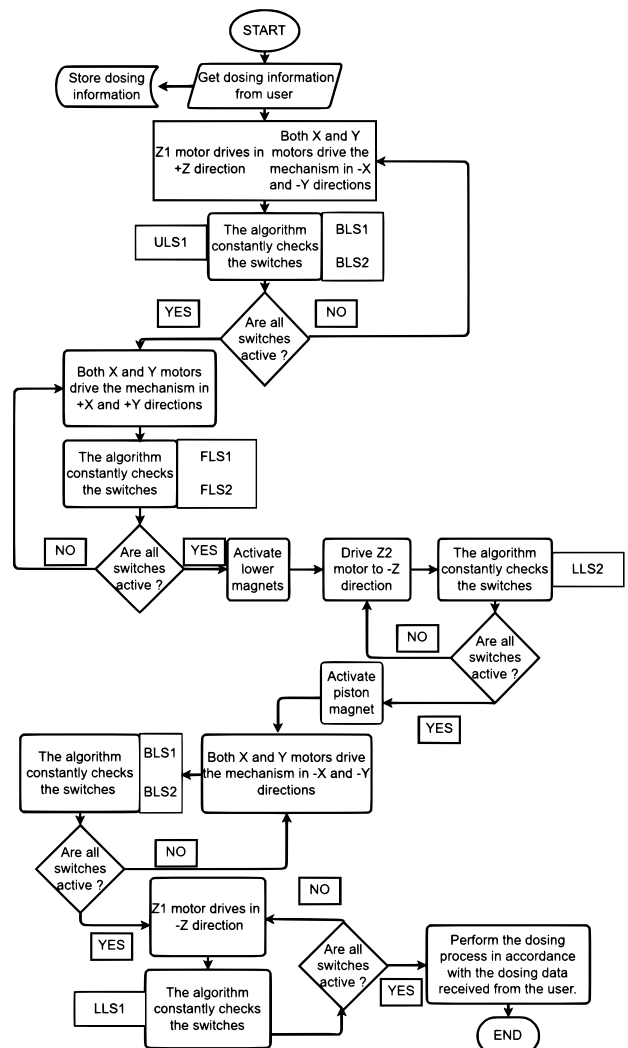 START
Store dosing
information
Get dosing information
from user
Z1 motor drives in
+Z direction
Both X and Y
motors drive the
mechanism in -X
and -Y directions
ULS1
The algorithm
constantly checks
the switches
BLS1
BLS2
YES
NO
Are all
switches
active ?
Both X and Y motors
drive the mechanism in
+X and +Y directions
The algorithm
constantly checks
the switches
FLS1
FLS2
NO
Are all
switches
active ?
YES
Activate
lower
magnets
Drive Z2
motor to -Z
direction
The algorithm
constantly checks
the switches
LLS2
NO
Are all
switches
active ?
YES
Activate
piston
magnet
Both X and Y motors drive
the mechanism in -X and -Y
directions
The algorithm
constantly checks
the switches
BLS1
BLS2
Are all
switches
active ?
NO
YES
Z1 motor drives in
-Z direction
LLS1
The algorithm
constantly checks
the switches
NO
Are all
switches
active ?
YES
Perform the dosing
process in accordance
with the dosing data
received from the user.
END